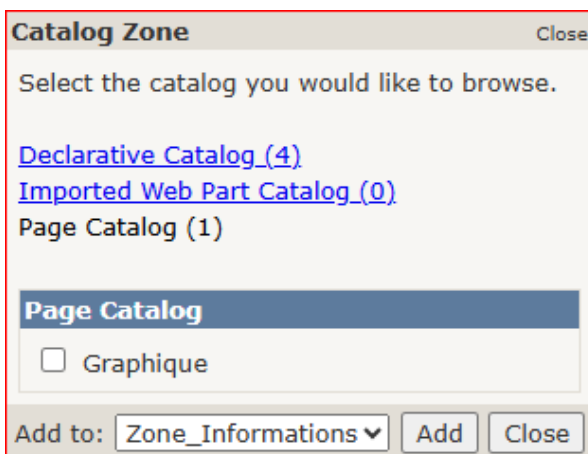 Catalog Zone Close
Select the catalog you would like to browse.
Declarative Catalog (4)
Imported Web Part Catalog (0)
Page Catalog (1)
Page Catalog
Graphique
Add to: Zone_Informations Add Close